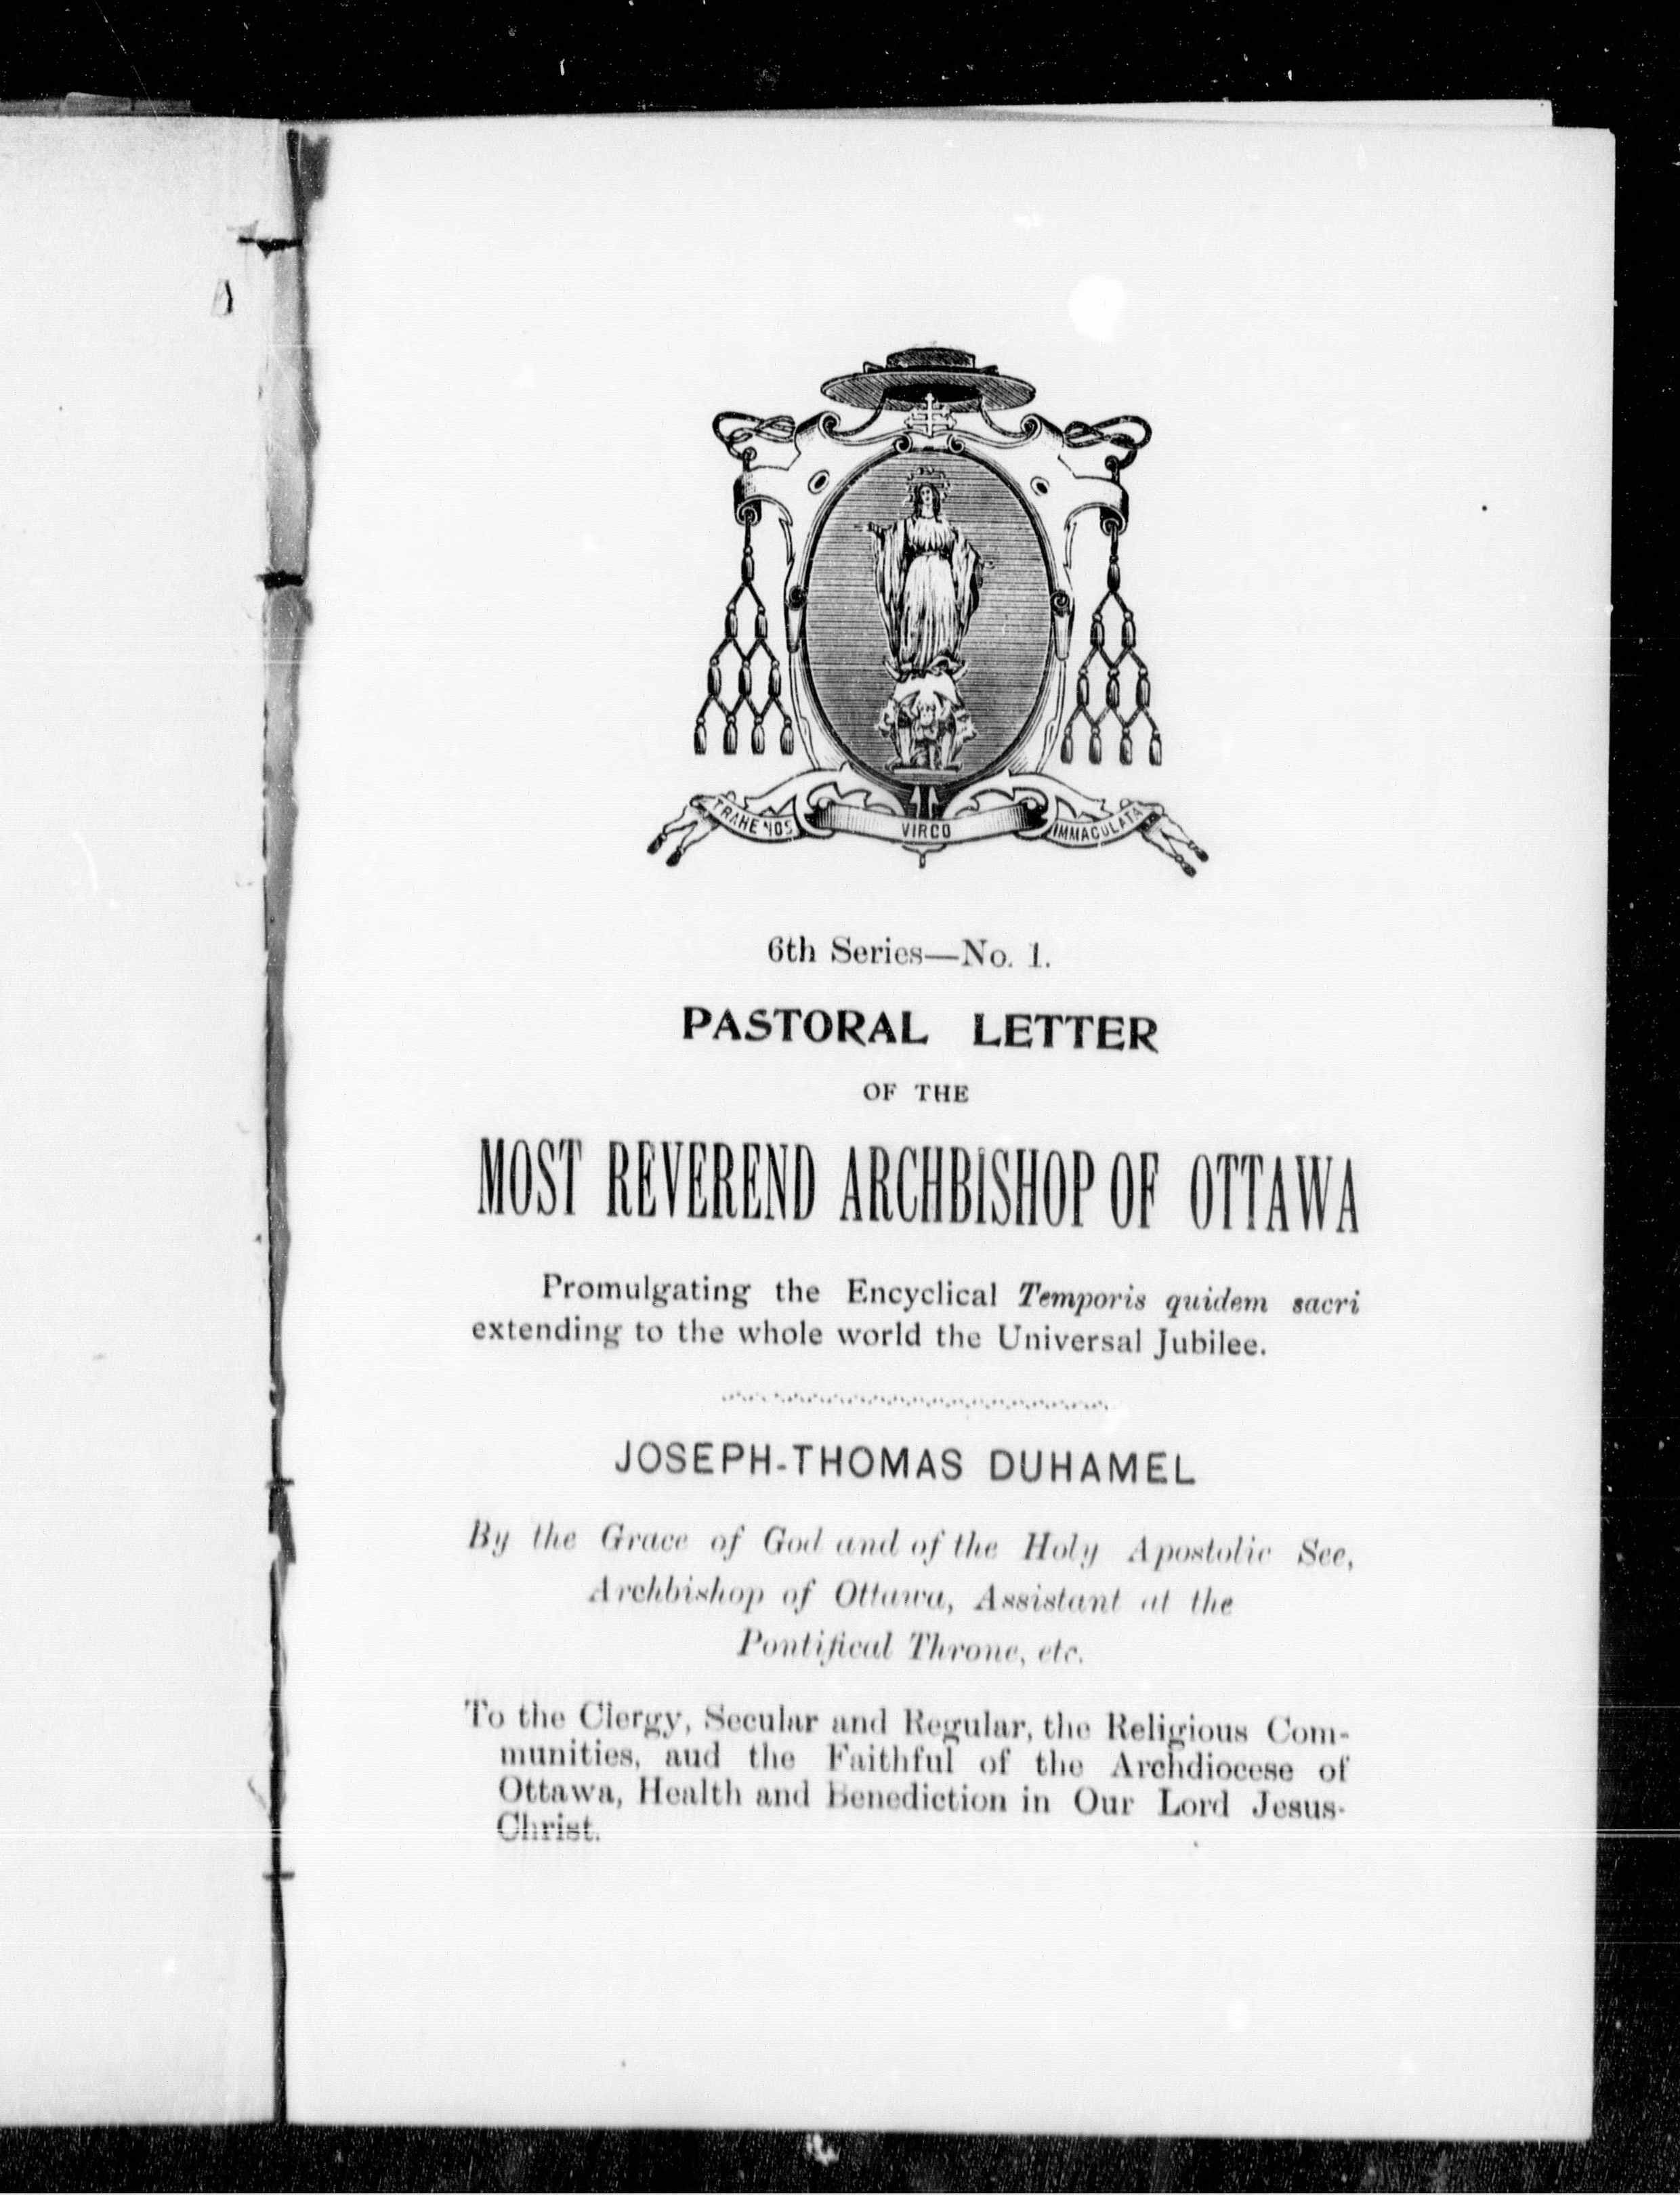 TRAHE NOS VIRGO IMMACULATA
6th Series—No. 1.
PASTORAL LETTER
OF THE
MOST REVEREND ARCHBISHOP OF OTTAWA
Promulgating the Encyclical Temporis quidem sacri
extending to the whole world the Universal Jubilee.
JOSEPH-THOMAS DUHAMEL
By the Grace of God and of the Holy Apostolic See,
Archbishop of Ottawa, Assistant at the
Pontifical Throne, etc.
To the Clergy, Secular and Regular, the Religious Com-
munities, aud the Faithful of the Archdiocese of
Ottawa, Health and Benediction in Our Lord Jesus-
Christ.